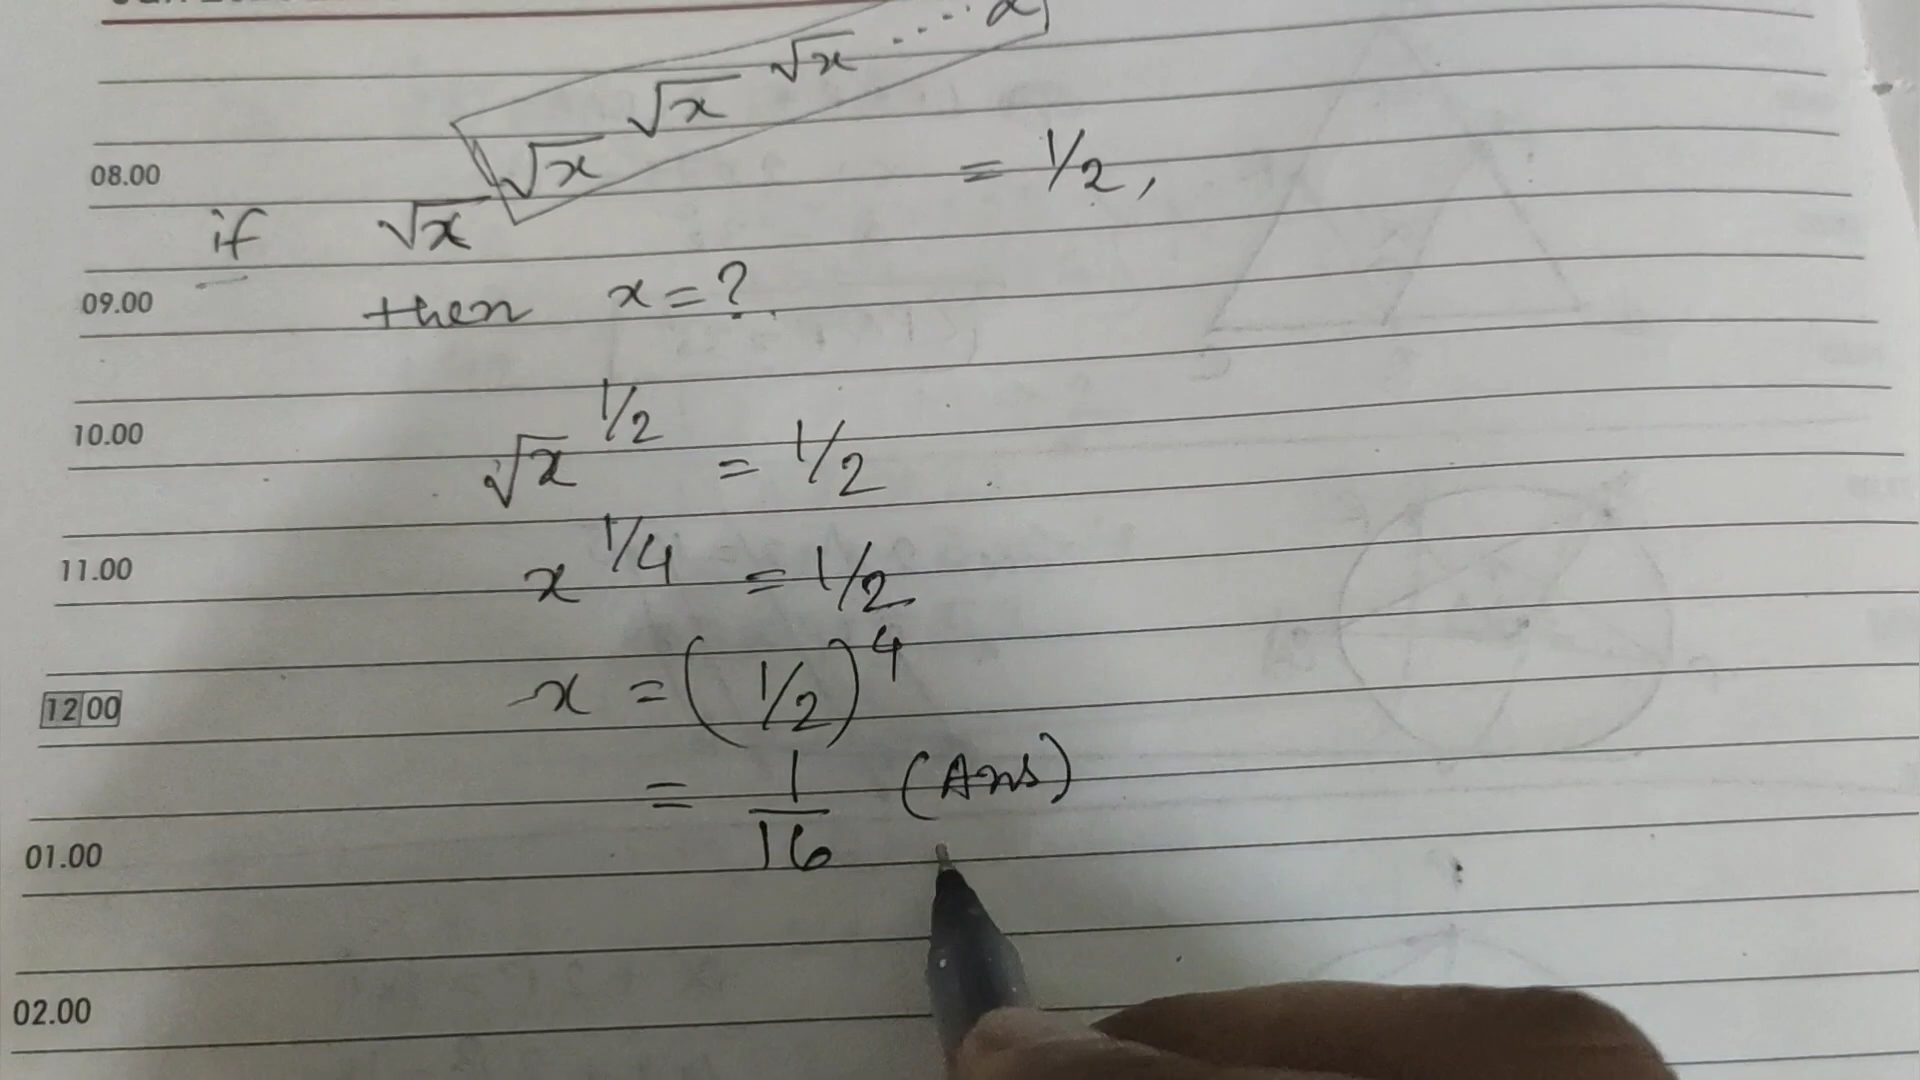 √x √x √x √x .... α
= 1/2,
08.00
if
09.00
then x = ?
10.00
√x^1/2 = 1/2
11.00
x^1/4 = 1/2
12 00
x = (1/2)^4
= 1/16 (Ans)
01.00
02.00